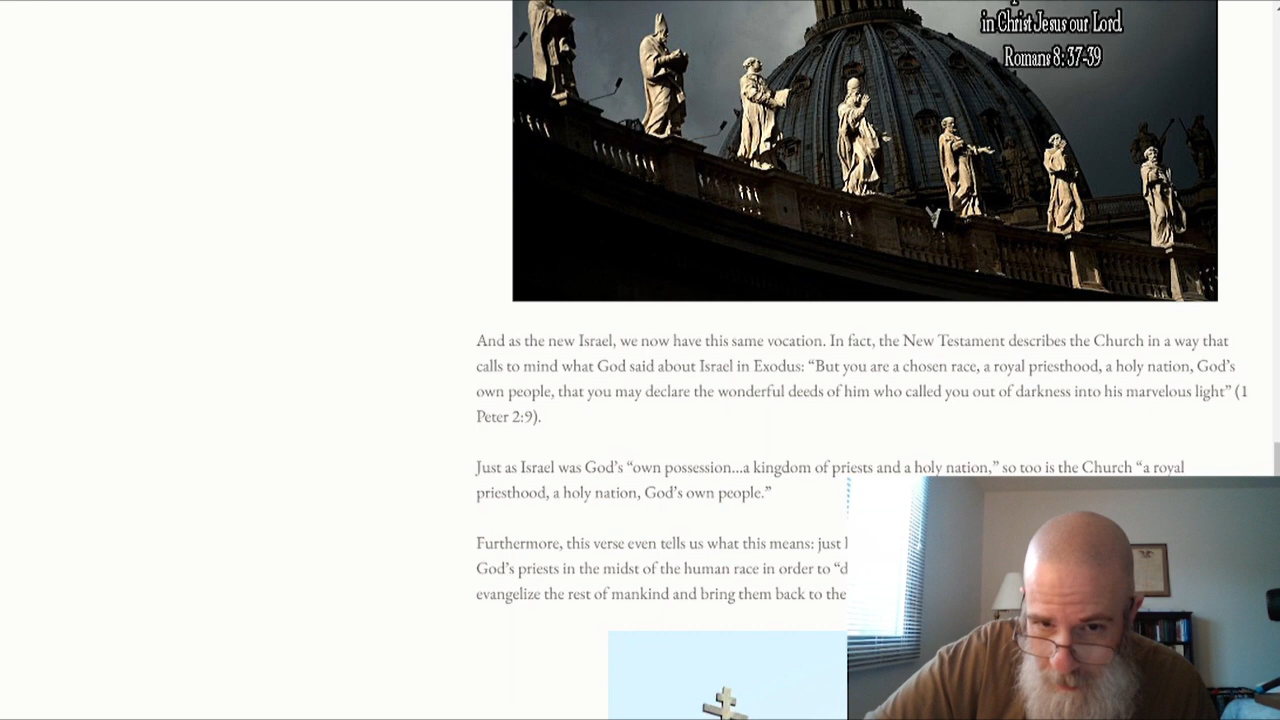 in Christ Jesus our Lord.
Romans 8:37-39
And as the new Israel, we now have this same vocation. In fact, the New Testament describes the Church in a way that
calls to mind what God said about Israel in Exodus: “But you are a chosen race, a royal priesthood, a holy nation, God’s
own people, that you may declare the wonderful deeds of him who called you out of darkness into his marvelous light” (1
Peter 2:9).
Just as Israel was God’s “own possession…a kingdom of priests and a holy nation,” so too is the Church “a royal
priesthood, a holy nation, God’s own people.”
Furthermore, this verse even tells us what this means: just
God’s priests in the midst of the human race in order to “d
evangelize the rest of mankind and bring them back to the